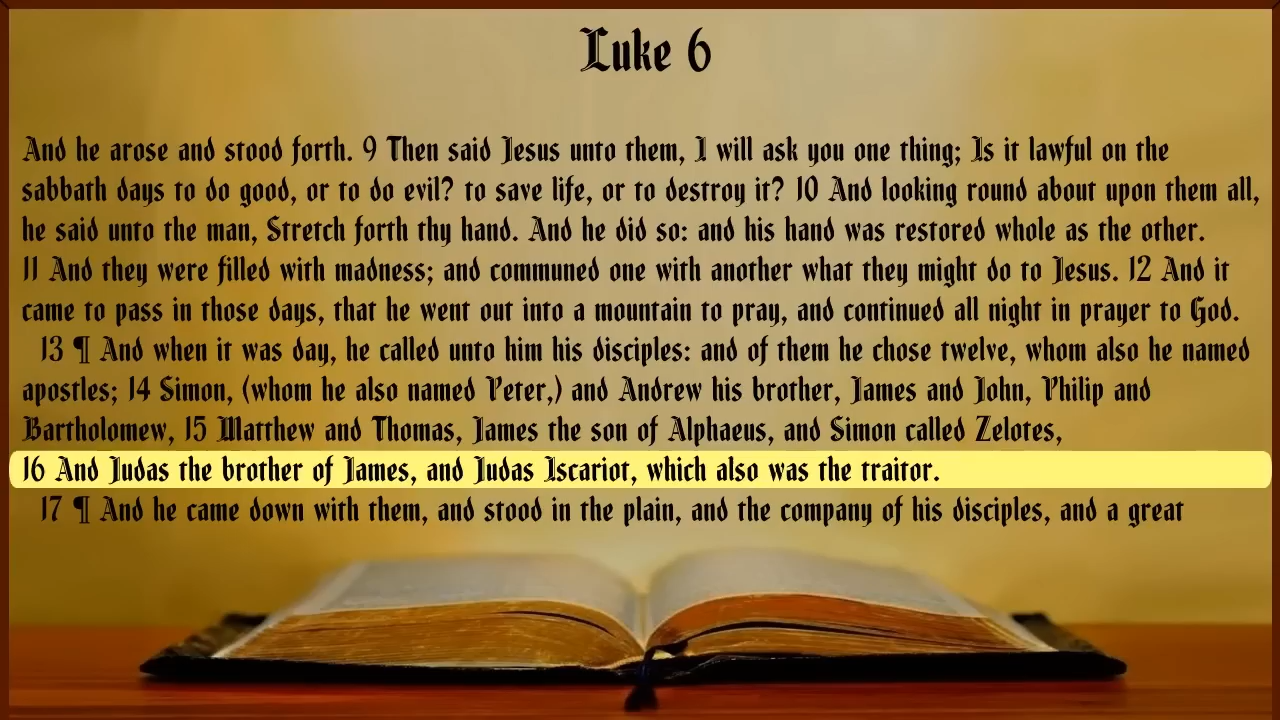 Luke 6
And he arose and stood forth. 9 Then said Jesus unto them, I will ask you one thing; Is it lawful on the
sabbath days to do good, or to do evil? to save life, or to destroy it? 10 And looking round about upon them all,
he said unto the man, Stretch forth thy hand. And he did so: and his hand was restored whole as the other.
11 And they were filled with madness; and communed one with another what they might do to Jesus. 12 And it
came to pass in those days, that he went out into a mountain to pray, and continued all night in prayer to God.
13 ¶ And when it was day, he called unto him his disciples: and of them he chose twelve, whom also he named
apostles; 14 Simon, (whom he also named Peter,) and Andrew his brother, James and John, Philip and
Bartholomew, 15 Matthew and Thomas, James the son of Alphaeus, and Simon called Zelotes,
16 And Judas the brother of James, and Judas Iscariot, which also was the traitor.
17 ¶ And he came down with them, and stood in the plain, and the company of his disciples, and a great